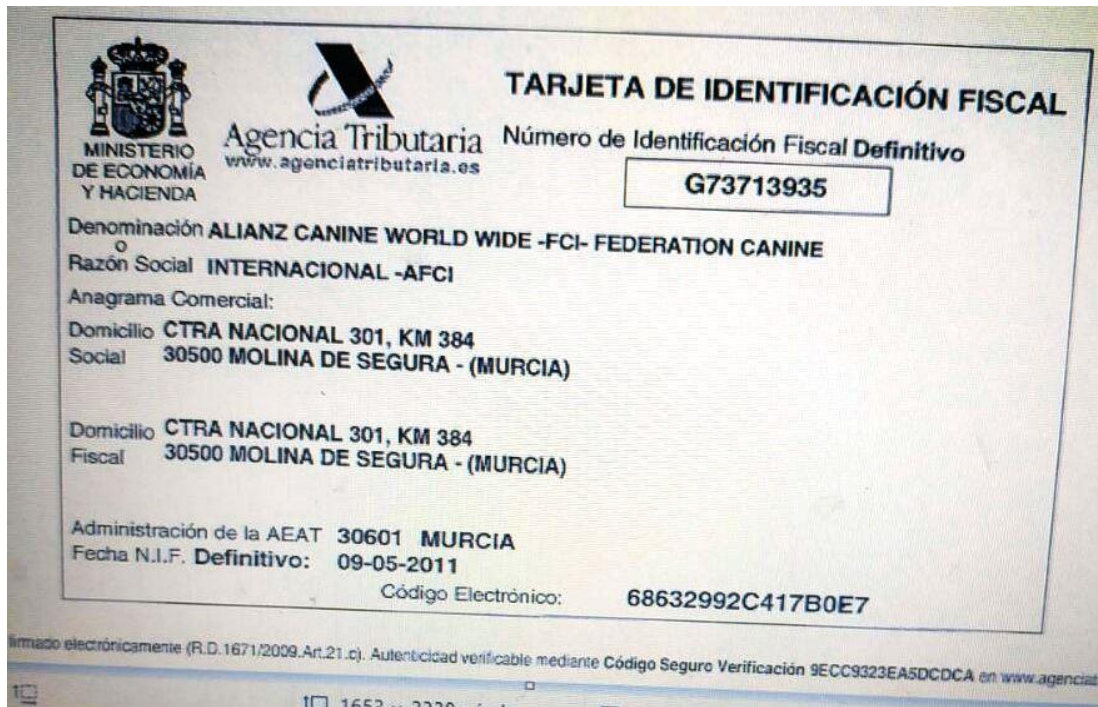 TARJETA DE IDENTIFICACIÓN FISCAL
Agencia Tributaria
www.agenciatributaria.es
Número de Identificación Fiscal Definitivo
MINISTERIO
DE ECONOMÍA
Y HACIENDA
G73713935
Denominación ALIANZ CANINE WORLD WIDE -FCI- FEDERATION CANINE
o
Razón Social INTERNACIONAL -AFCI
Anagrama Comercial:
Domicilio CTRA NACIONAL 301, KM 384
Social 30500 MOLINA DE SEGURA - (MURCIA)
Domicilio CTRA NACIONAL 301, KM 384
Fiscal 30500 MOLINA DE SEGURA - (MURCIA)
Administración de la AEAT 30601 MURCIA
Fecha N.I.F. Definitivo: 09-05-2011
Código Electrónico: 68632992C417B0E7
firmado electrónicamente (R.D.1671/2009.Art.21.c). Autenticidad verificable mediante Código Seguro Verificación 9ECC9323EA5DCDCA en www.agenciat